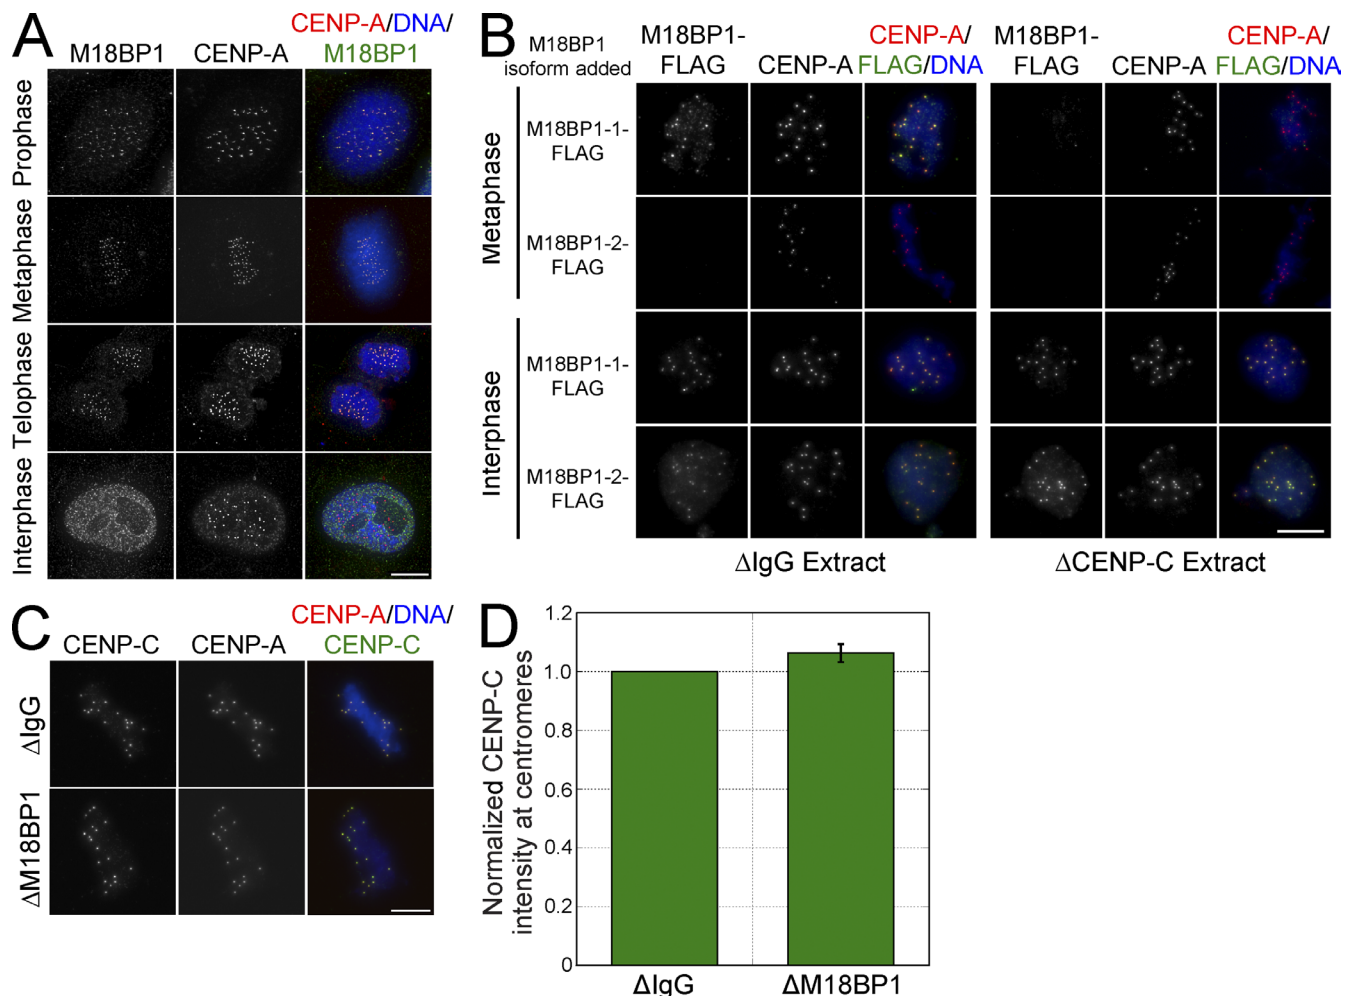 A
M18BP1
CENP-A
CENP-A/DNA/
M18BP1
Prophase
Metaphase
Telophase
Interphase
B
M18BP1
isoform added
M18BP1-
FLAG
CENP-A
CENP-A/
FLAG/DNA
M18BP1-
FLAG
CENP-A
CENP-A/
FLAG/DNA
Metaphase
M18BP1-1-
FLAG
M18BP1-2-
FLAG
Interphase
M18BP1-1-
FLAG
M18BP1-2-
FLAG
ΔIgG Extract
ΔCENP-C Extract
C
CENP-C
CENP-A
CENP-A/DNA/
CENP-C
ΔIgG
ΔM18BP1
D
Normalized CENP-C
intensity at centromeres
1.2
1.0
0.8
0.6
0.4
0.2
0
ΔIgG
ΔM18BP1